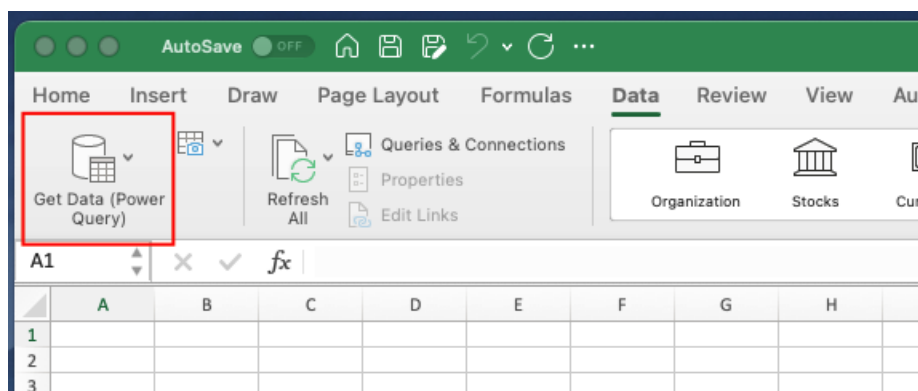 AutoSave OFF
Home Insert Draw Page Layout Formulas Data Review View
Get Data (Power
Query)
Refresh
All
Queries & Connections
Properties
Edit Links
Organization
Stocks
A1
fx
A B C D E F G H
1
2
3